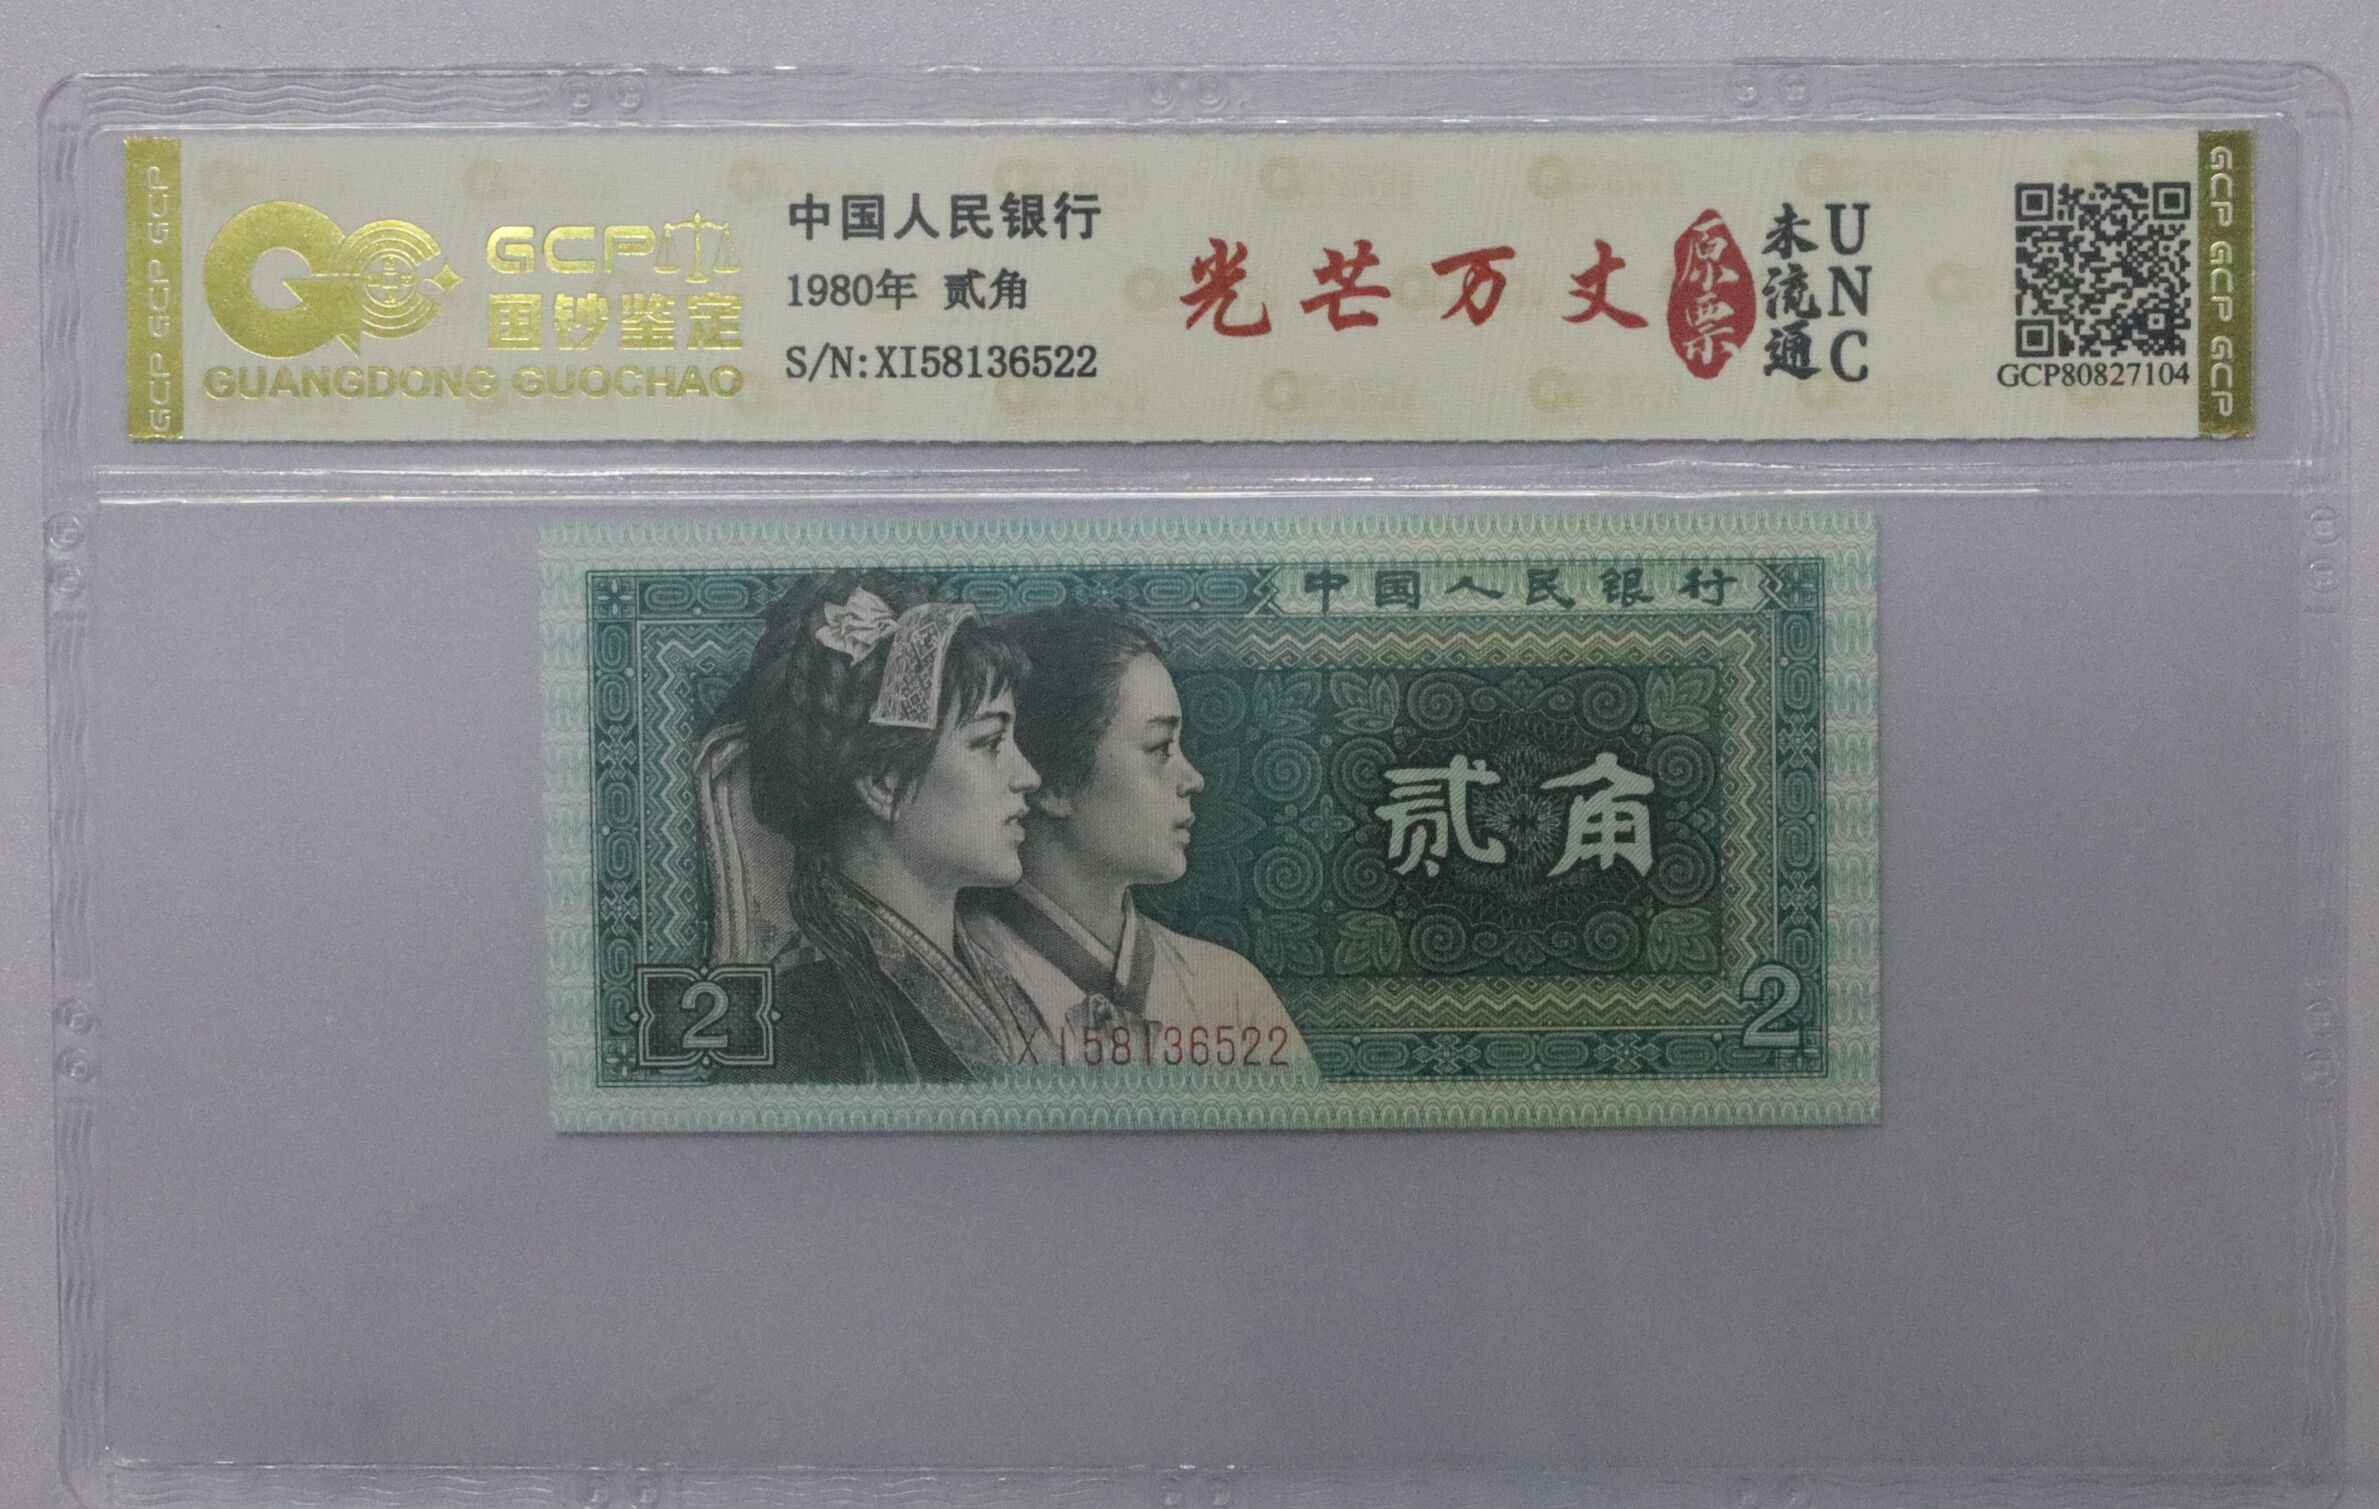 GCP GCP GCP
GCP
国钞鉴定
GUANGDONG GUOCHAO
中国人民银行
1980年 贰角
S/N:XI58136522
光芒万丈
原票
未流通
UNC
GCP80827104
GCP GCP GCP
中国人民银行
贰角
2
XI58136522
2